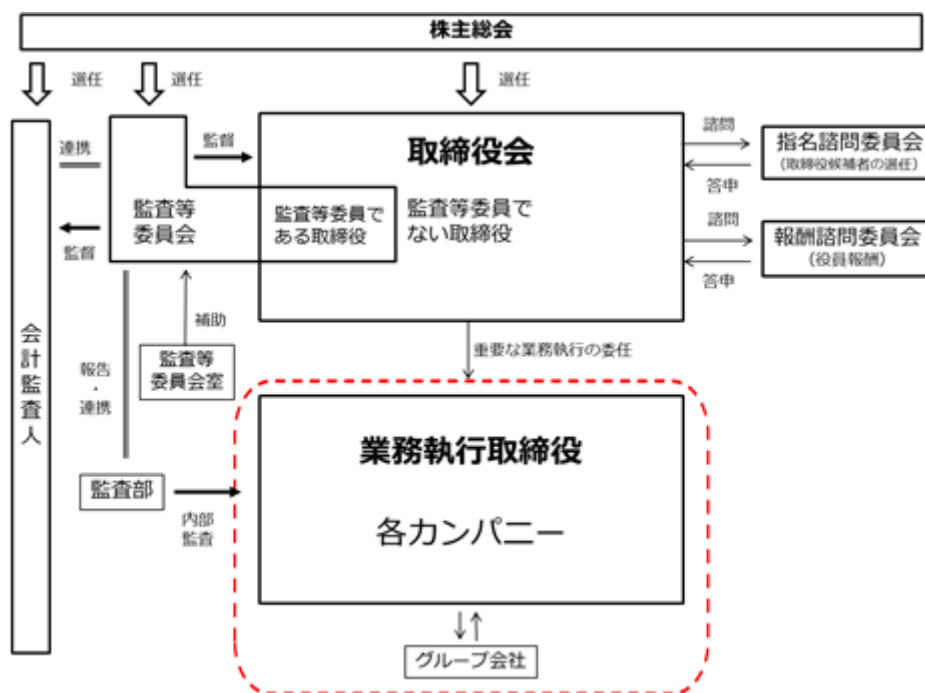 株主総会
選任
選任
選任
連携
監督
取締役会
諮問
指名諮問委員会
(取締役候補者の選任)
答申
監査等
委員会
監査等委員で
ある取締役
監査等委員で
ない取締役
監督
諮問
報酬諮問委員会
(役員報酬)
答申
会計監査人
補助
監査等
委員会室
重要な業務執行の委任
報告
・
連携
業務執行取締役
監査部
内部
監査
各カンパニー
グループ会社